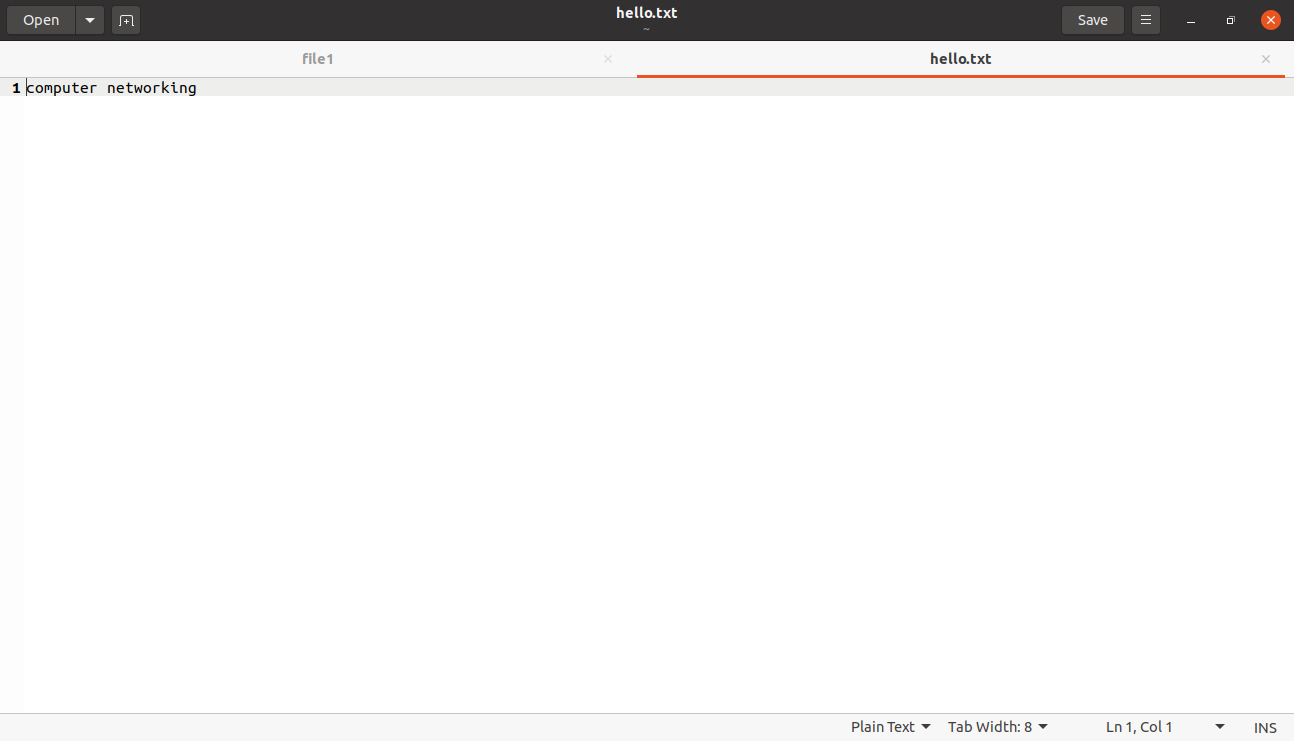 Open
hello.txt
~
Save
file1
hello.txt
1 computer networking
Plain Text
Tab Width: 8
Ln 1, Col 1
INS